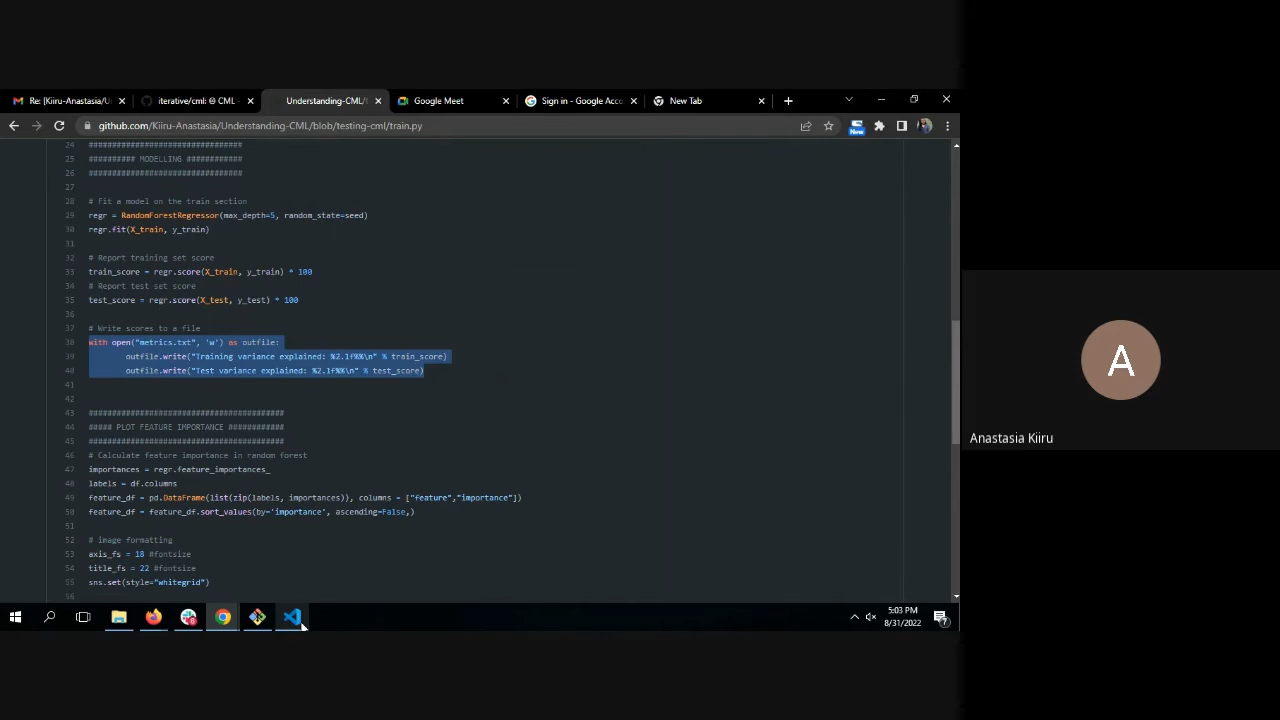 Re: [Kiiru-Anastasia/U
iterative/cml: ♾️ CML -
Understanding-CML/t
Google Meet
Sign in - Google Acco
New Tab
github.com/Kiiru-Anastasia/Understanding-CML/blob/testing-cml/train.py
New
24 #################################
25 ########## MODELLING ############
26 #################################
27
28 # Fit a model on the train section
29 regr = RandomForestRegressor(max_depth=5, random_state=seed)
30 regr.fit(X_train, y_train)
31
32 # Report training set score
33 train_score = regr.score(X_train, y_train) * 100
34 # Report test set score
35 test_score = regr.score(X_test, y_test) * 100
36
37 # Write scores to a file
38 with open("metrics.txt", 'w') as outfile:
39 outfile.write("Training variance explained: %2.1f%%\n" % train_score)
40 outfile.write("Test variance explained: %2.1f%%\n" % test_score)
41
42
43 ##########################################
44 ##### PLOT FEATURE IMPORTANCE ############
45 ##########################################
46 # Calculate feature importance in random forest
47 importances = regr.feature_importances_
48 labels = df.columns
49 feature_df = pd.DataFrame(list(zip(labels, importances)), columns = ["feature","importance"])
50 feature_df = feature_df.sort_values(by='importance', ascending=False,)
51
52 # image formatting
53 axis_fs = 18 #fontsize
54 title_fs = 22 #fontsize
55 sns.set(style="whitegrid")
56
5:03 PM
8/31/2022
7
A
Anastasia Kiiru